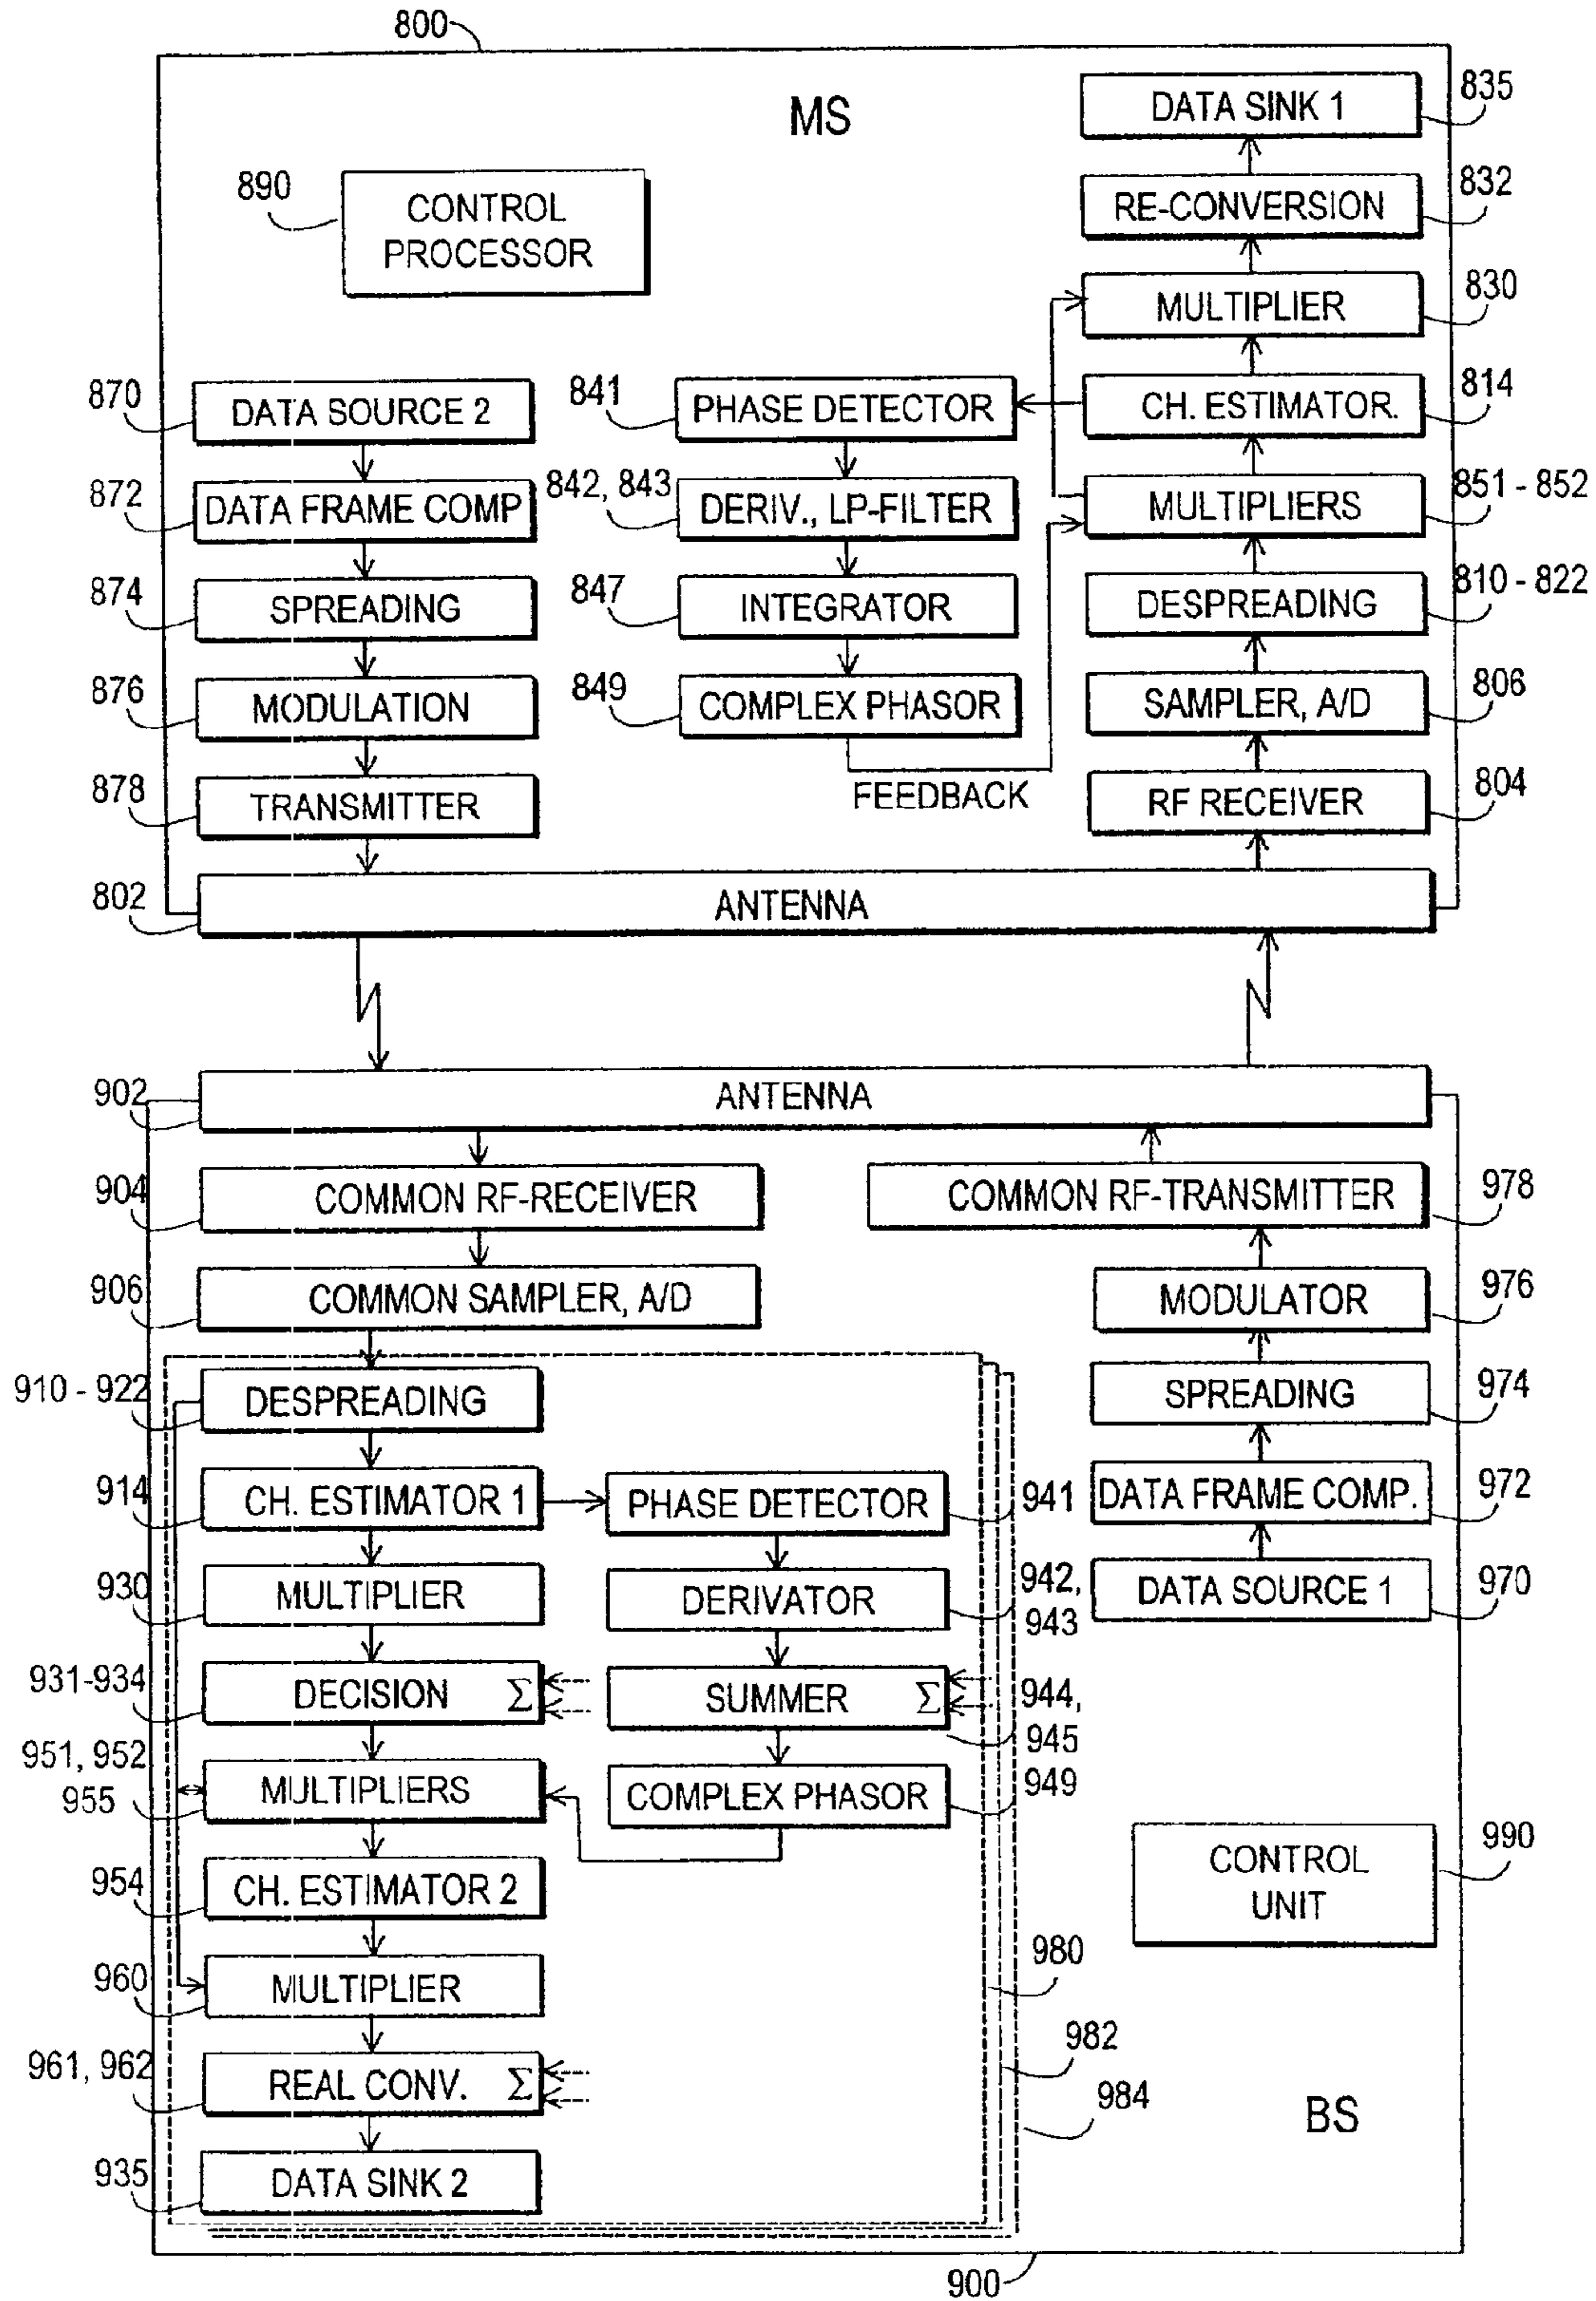 800
MS
DATA SINK 1
835
890
CONTROL
PROCESSOR
RE-CONVERSION
832
MULTIPLIER
830
870
DATA SOURCE 2
841
PHASE DETECTOR
CH. ESTIMATOR.
814
872
DATA FRAME COMP
842, 843
DERIV., LP-FILTER
MULTIPLIERS
851 - 852
874
SPREADING
847
INTEGRATOR
DESPREADING
810 - 822
876
MODULATION
849
COMPLEX PHASOR
SAMPLER, A/D
806
878
TRANSMITTER
FEEDBACK
RF RECEIVER
804
802
ANTENNA
902
ANTENNA
904
COMMON RF-RECEIVER
COMMON RF-TRANSMITTER
978
906
COMMON SAMPLER, A/D
MODULATOR
976
910 - 922
DESPREADING
SPREADING
974
914
CH. ESTIMATOR 1
PHASE DETECTOR
941
DATA FRAME COMP.
972
930
MULTIPLIER
DERIVATOR
942,
943
DATA SOURCE 1
970
931-934
DECISION Σ
SUMMER Σ
944,
945
951, 952
955
MULTIPLIERS
COMPLEX PHASOR
949
954
CH. ESTIMATOR 2
CONTROL
UNIT
990
960
MULTIPLIER
980
961, 962
REAL CONV. Σ
982
984
BS
935
DATA SINK 2
900